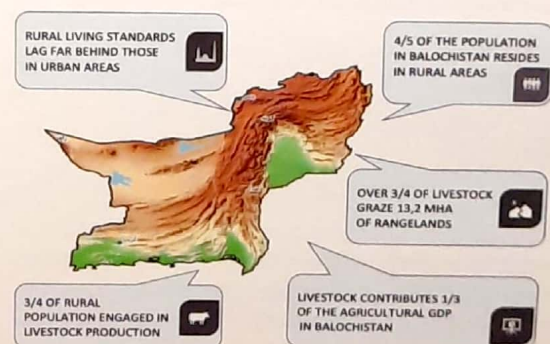 RURAL LIVING STANDARDS
LAG FAR BEHIND THOSE
IN URBAN AREAS
4/5 OF THE POPULATION
IN BALOCHISTAN RESIDES
IN RURAL AREAS
OVER 3/4 OF LIVESTOCK
GRAZE 13,2 MHA
OF RANGELANDS
3/4 OF RURAL
POPULATION ENGAGED IN
LIVESTOCK PRODUCTION
LIVESTOCK CONTRIBUTES 1/3
OF THE AGRICULTURAL GDP
IN BALOCHISTAN